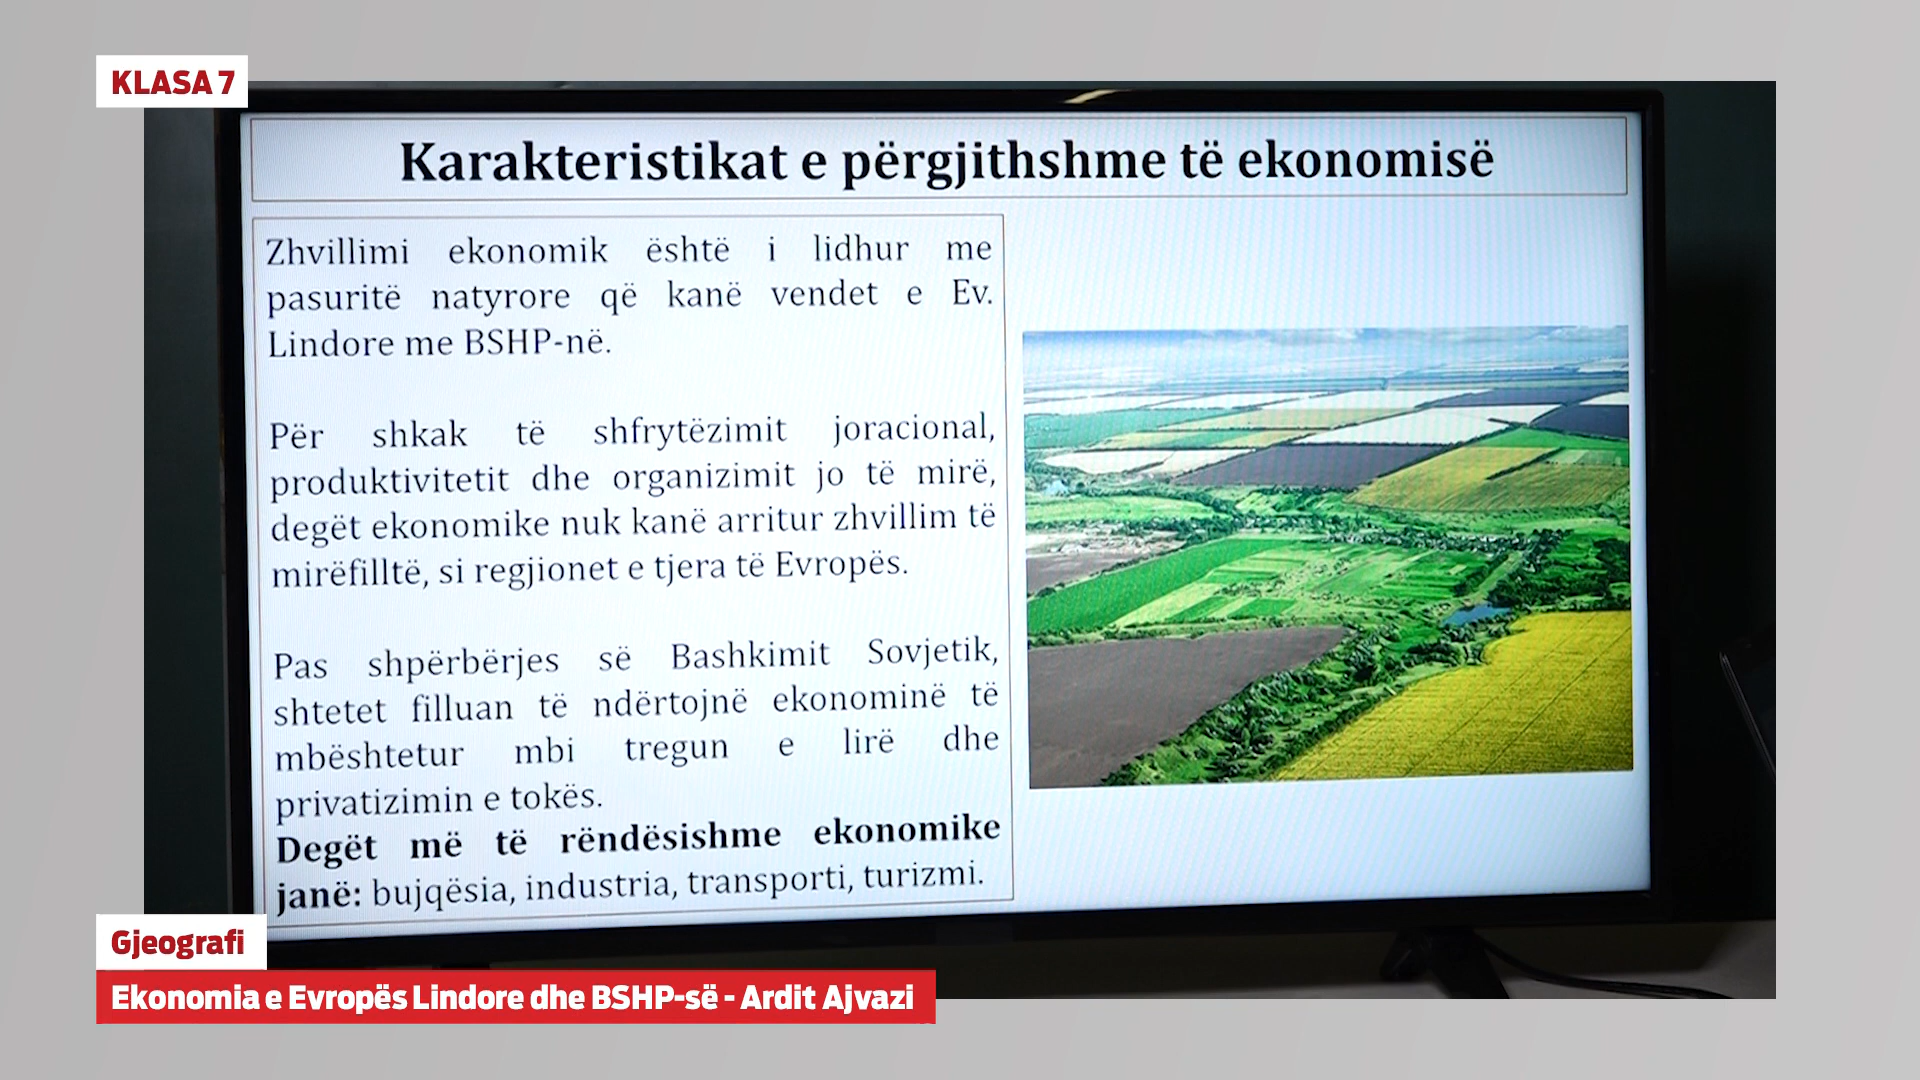 KLASA 7
Karakteristikat e përgjithshme të ekonomisë
Zhvillimi ekonomik është i lidhur me
pasuritë natyrore që kanë vendet e Ev.
Lindore me BSHP-në.
Për shkak të shfrytëzimit joracional,
produktivitetit dhe organizimit jo të mirë,
degët ekonomike nuk kanë arritur zhvillim të
mirëfilltë, si regjionet e tjera të Evropës.
Pas shpërbërjes së Bashkimit Sovjetik,
shtetet filluan të ndërtojnë ekonominë të
mbështetur mbi tregun e lirë dhe
privatizimin e tokës.
Degët më të rëndësishme ekonomike
janë: bujqësia, industria, transporti, turizmi.
Gjeografi
Ekonomia e Evropës Lindore dhe BSHP-së - Ardit Ajvazi